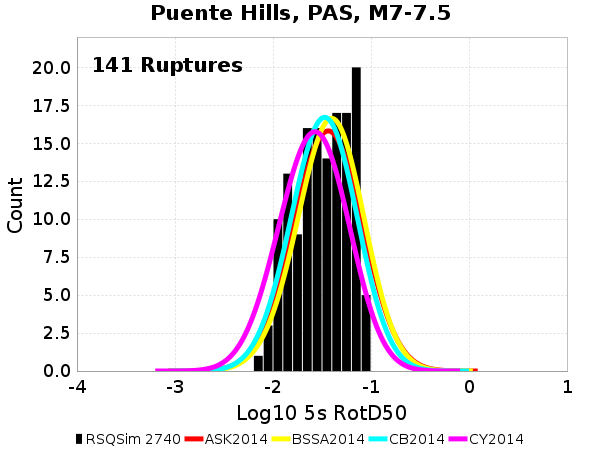 Puente Hills, PAS, M7-7.5
141 Ruptures
20.0
17.5
15.0
12.5
10.0
7.5
5.0
2.5
0.0
Count
-4 -3 -2 -1 0 1
Log10 5s RotD50
RSQSim 2740 ASK2014 BSSA2014 CB2014 CY2014